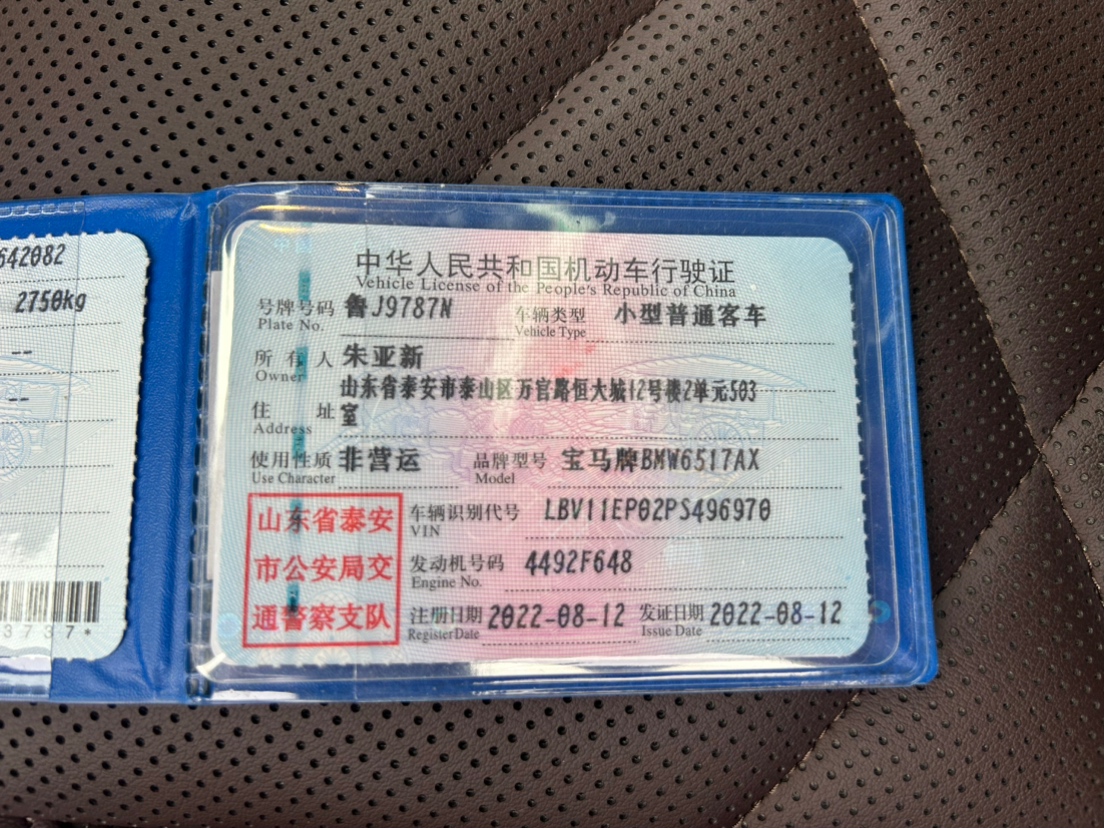 642082
2750kg
--
--
3737*
中华人民共和国机动车行驶证
Vehicle License of the People's Republic of China
号牌号码 鲁J9787N 车辆类型 小型普通客车
Plate No. Vehicle Type
所有人 朱亚新
Owner
山东省泰安市泰山区万官路恒大城12号楼2单元503
住址 室
Address
使用性质 非营运 品牌型号 宝马牌BMW6517AX
Use Character Model
山东省泰安
市公安局交
通警察支队
车辆识别代号 LBV11EP02PS496970
VIN
发动机号码 4492F648
Engine No.
注册日期 2022-08-12 发证日期 2022-08-12
Register Date Issue Date